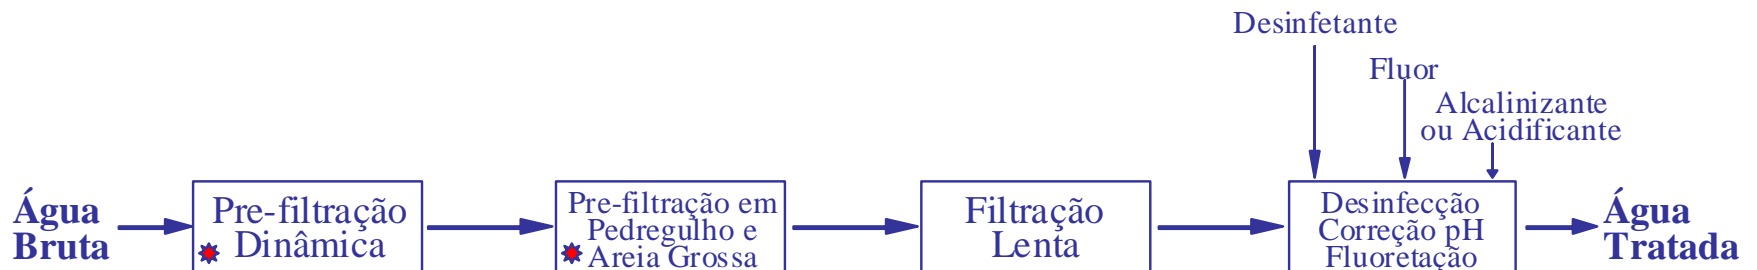 Desinfetante
Fluor
Alcalinizante
ou Acidificante
Água
Bruta
Pre-filtração
Dinâmica
Pre-filtração em
Pedregulho e
Areia Grossa
Filtração
Lenta
Desinfecção
Correção pH
Fluoretação
Água
Tratada